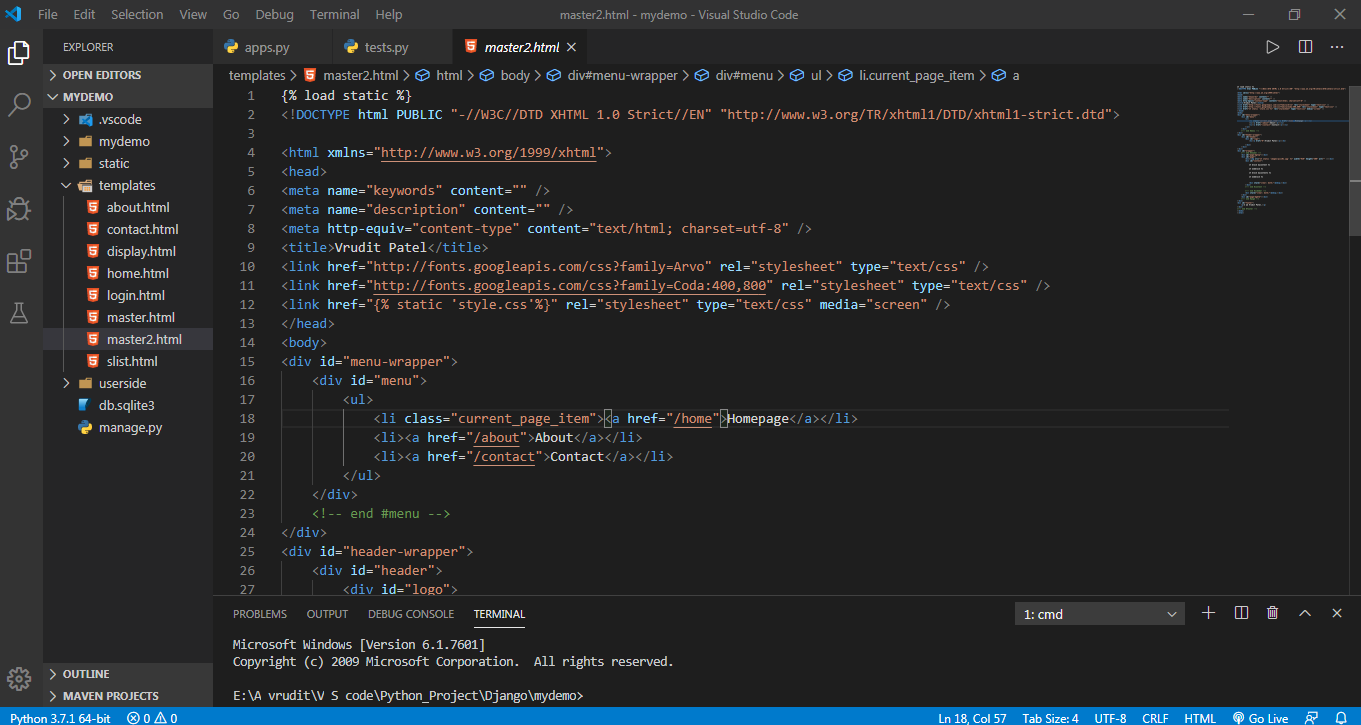 File Edit Selection View Go Debug Terminal Help master2.html - mydemo - Visual Studio Code
EXPLORER
OPEN EDITORS
MYDEMO
.vscode
mydemo
static
templates
about.html
contact.html
display.html
home.html
login.html
master.html
master2.html
slist.html
userside
db.sqlite3
manage.py
OUTLINE
MAVEN PROJECTS
apps.py tests.py master2.html
templates > master2.html > html > body > div#menu-wrapper > div#menu > ul > li.current_page_item > a
1 {% load static %}
2 <!DOCTYPE html PUBLIC "-//W3C//DTD XHTML 1.0 Strict//EN" "http://www.w3.org/TR/xhtml1/DTD/xhtml1-strict.dtd">
3
4 <html xmlns="http://www.w3.org/1999/xhtml">
5 <head>
6 <meta name="keywords" content="" />
7 <meta name="description" content="" />
8 <meta http-equiv="content-type" content="text/html; charset=utf-8" />
9 <title>Vrudit Patel</title>
10 <link href="http://fonts.googleapis.com/css?family=Arvo" rel="stylesheet" type="text/css" />
11 <link href="http://fonts.googleapis.com/css?family=Coda:400,800" rel="stylesheet" type="text/css" />
12 <link href="{% static 'style.css'%}" rel="stylesheet" type="text/css" media="screen" />
13 </head>
14 <body>
15 <div id="menu-wrapper">
16 <div id="menu">
17 <ul>
18 <li class="current_page_item"><a href="/home">Homepage</a></li>
19 <li><a href="/about">About</a></li>
20 <li><a href="/contact">Contact</a></li>
21 </ul>
22 </div>
23 <!-- end #menu -->
24 </div>
25 <div id="header-wrapper">
26 <div id="header">
27 <div id="logo">
PROBLEMS OUTPUT DEBUG CONSOLE TERMINAL 1: cmd
Microsoft Windows [Version 6.1.7601]
Copyright (c) 2009 Microsoft Corporation. All rights reserved.
E:\A vrudit\V S code\Python_Project\Django\mydemo>
Python 3.7.1 64-bit 0 0 Ln 18, Col 57 Tab Size: 4 UTF-8 CRLF HTML Go Live